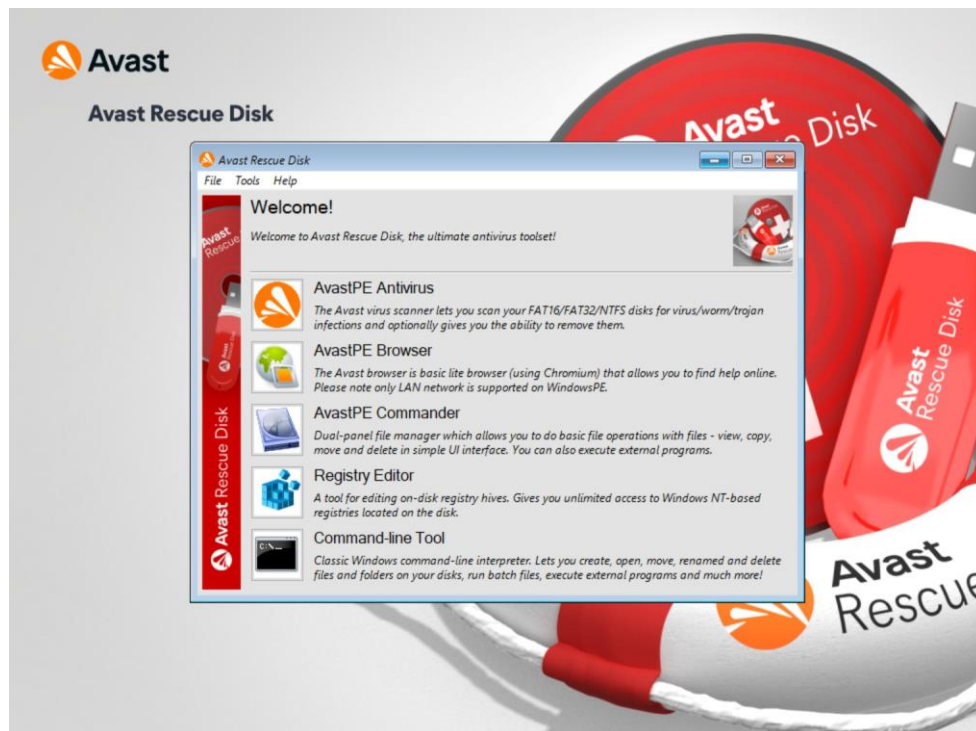 Avast
Avast Rescue Disk
Avast
Rescue Disk
Avast Rescue Disk
File Tools Help
Welcome!
Welcome to Avast Rescue Disk, the ultimate antivirus toolset!
Avast
Rescue
AvastPE Antivirus
The Avast virus scanner lets you scan your FAT16/FAT32/NTFS disks for virus/worm/trojan
infections and optionally gives you the ability to remove them.
AvastPE Browser
The Avast browser is basic lite browser (using Chromium) that allows you to find help online.
Please note only LAN network is supported on WindowsPE.
AvastPE Commander
Dual-panel file manager which allows you to do basic file operations with files - view, copy,
move and delete in simple UI interface. You can also execute external programs.
Registry Editor
A tool for editing on-disk registry hives. Gives you unlimited access to Windows NT-based
registries located on the disk.
Command-line Tool
Classic Windows command-line interpreter. Lets you create, open, move, renamed and delete
files and folders on your disks, run batch files, execute external programs and much more!
C:\_
Avast Rescue Disk
Avast
Rescue Disk
Avast
Rescue